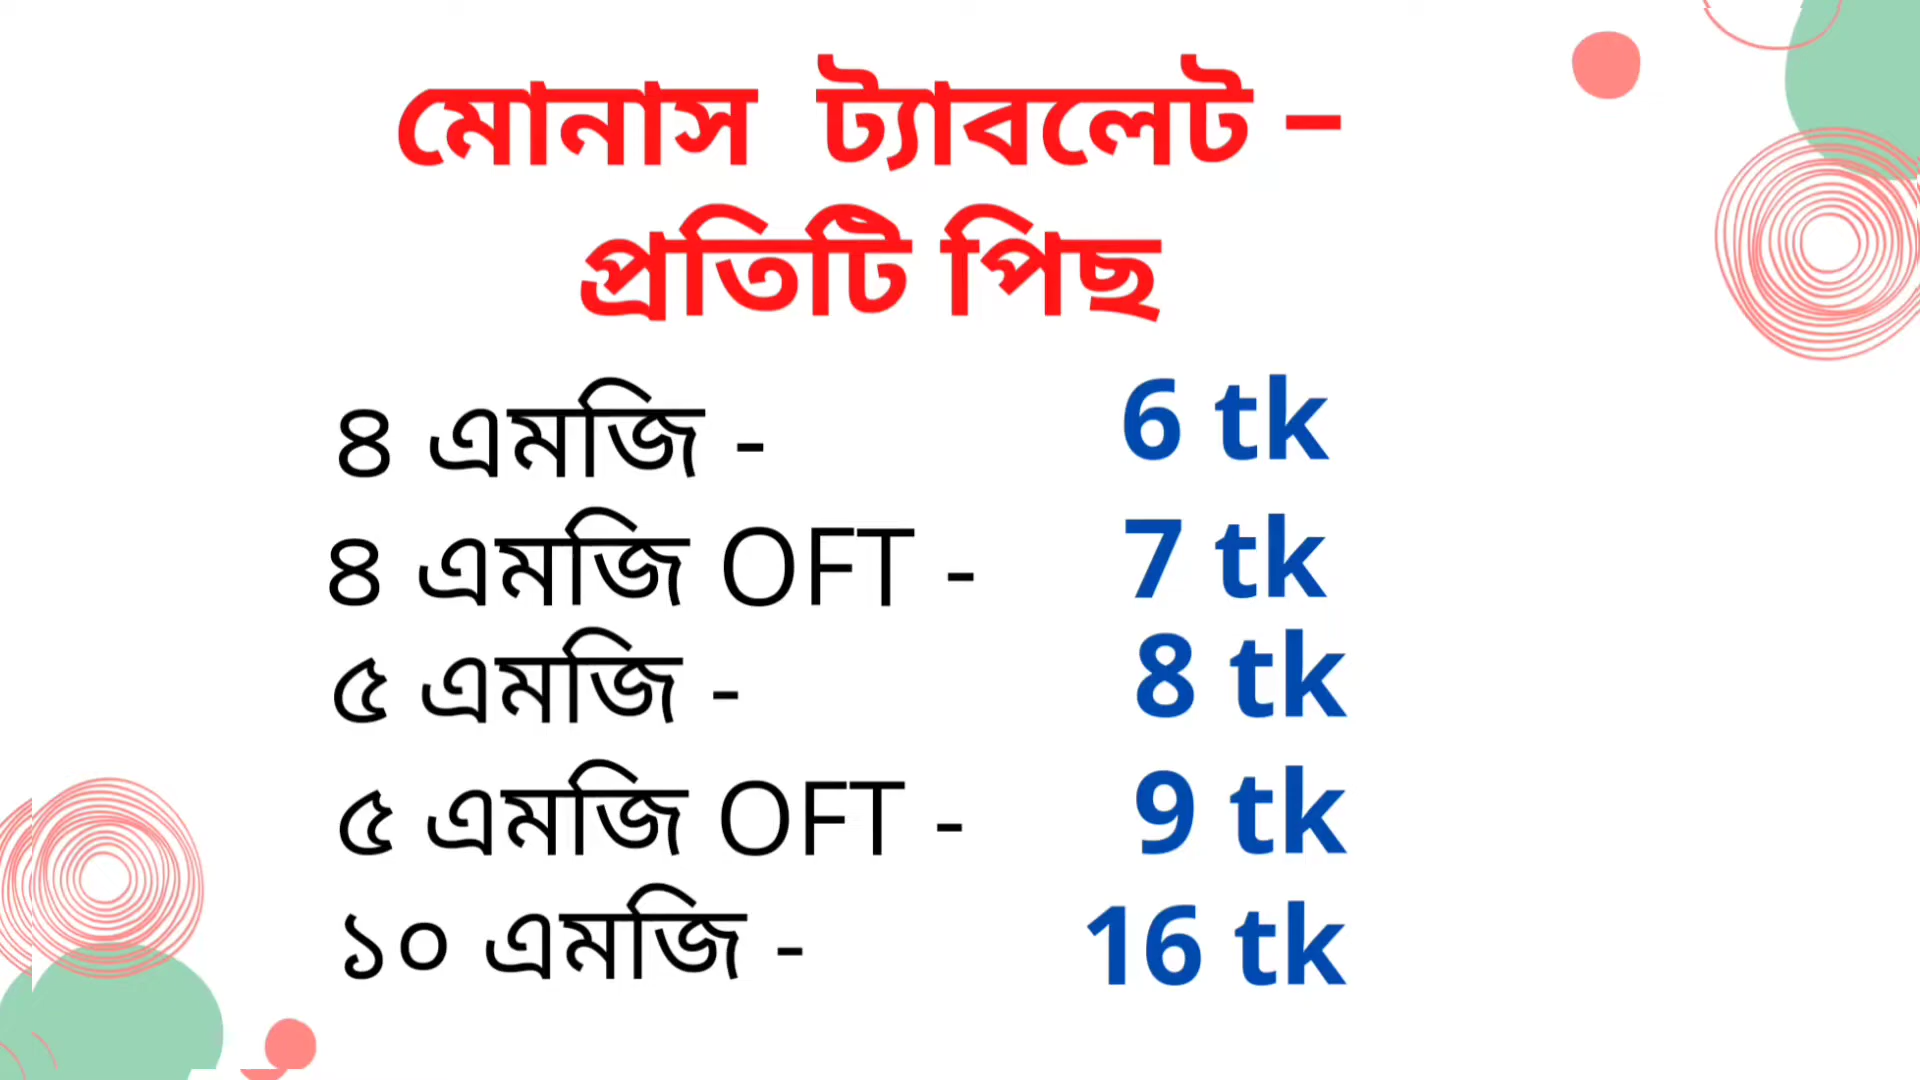 মোনাস ট্যাবলেট –
প্রতিটি পিছ
৪ এমজি - 6 tk
৪ এমজি OFT - 7 tk
৫ এমজি - 8 tk
৫ এমজি OFT - 9 tk
১০ এমজি - 16 tk